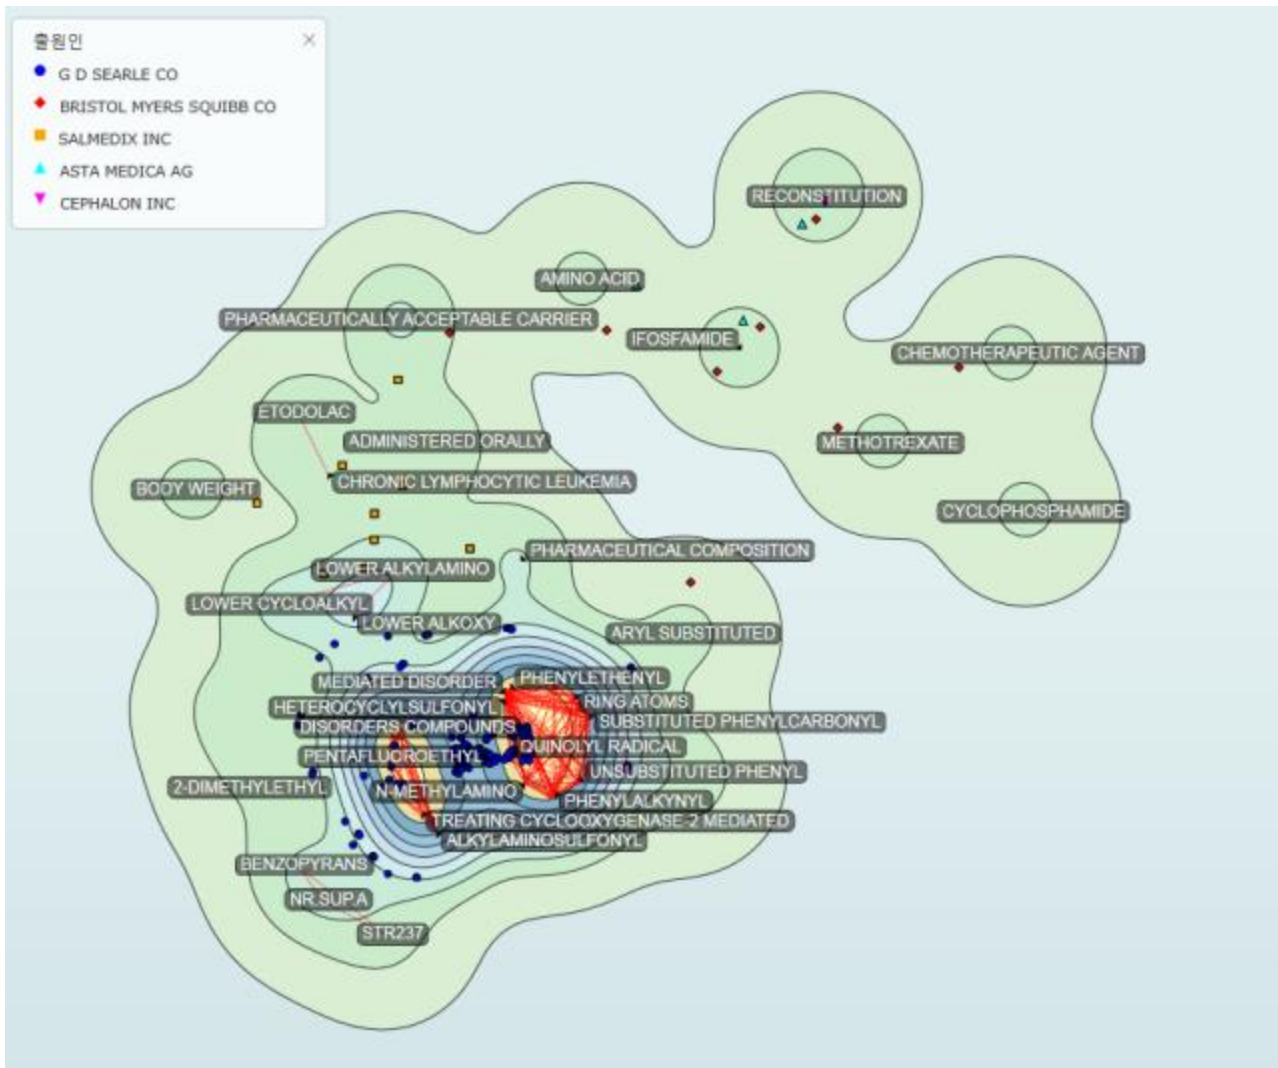 출원인
G D SEARLE CO
BRISTOL MYERS SQUIBB CO
SALMEDIX INC
ASTA MEDICA AG
CEPHALON INC
RECONSTITUTION
AMINO ACID
PHARMACEUTICALLY ACCEPTABLE CARRIER
IFOSFAMIDE
CHEMOTHERAPEUTIC AGENT
ETODOLAC
ADMINISTERED ORALLY
METHOTREXATE
CHRONIC LYMPHOCYTIC LEUKEMIA
BODY WEIGHT
CYCLOPHOSPHAMIDE
PHARMACEUTICAL COMPOSITION
LOWER ALKYLAMINO
LOWER CYCLOALKYL
LOWER ALKOXY
ARYL SUBSTITUTED
PHENYLETHENYL
MEDIATED DISORDER
RING ATOMS
HETEROCYCLYLSULFONYL
SUBSTITUTED PHENYLCARBONYL
DISORDERS COMPOUNDS
QUINOLYL RADICAL
PENTAFLUOROETHYL
UNSUBSTITUTED PHENYL
2-DIMETHYLETHYL
N-METHYLAMINO
PHENYLALKYNYL
TREATING CYCLOOXYGENASE-2 MEDIATED
ALKYLAMINOSULFONYL
BENZOPYRANS
NR.SUP.A
STR237